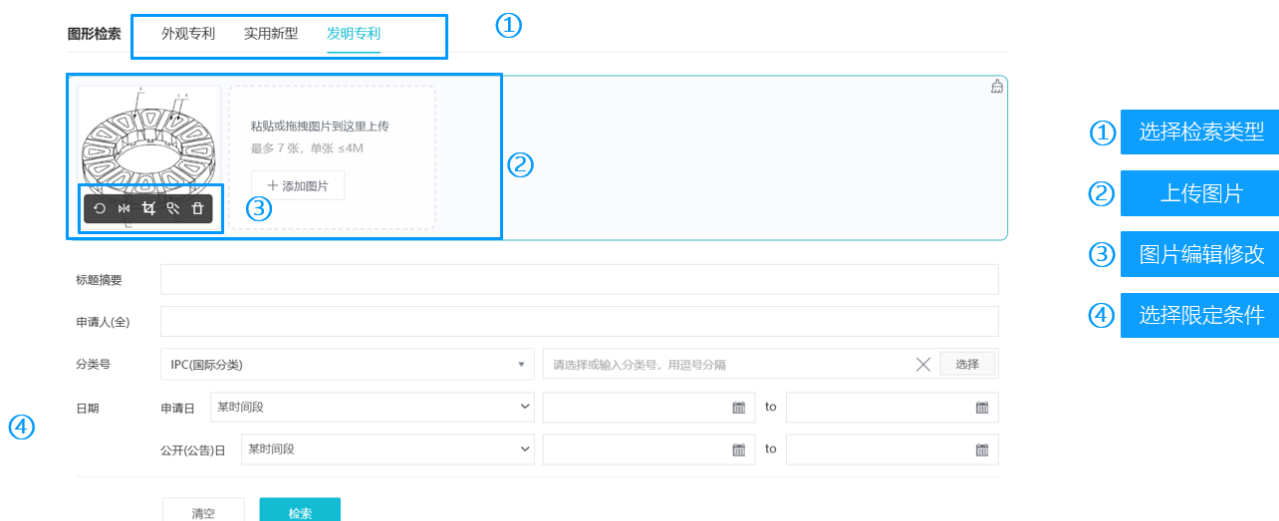 图形检索 外观专利 实用新型 发明专利 ①
粘贴或拖拽图片到这里上传
最多 7 张，单张 ≤4M
＋ 添加图片
②
③
① 选择检索类型
② 上传图片
③ 图片编辑修改
④ 选择限定条件
标题摘要
申请人(全)
分类号 IPC(国际分类) 请选择或输入分类号，用逗号分隔 选择
日期 申请日 某时间段 to
④
公开(公告)日 某时间段 to
清空 检索